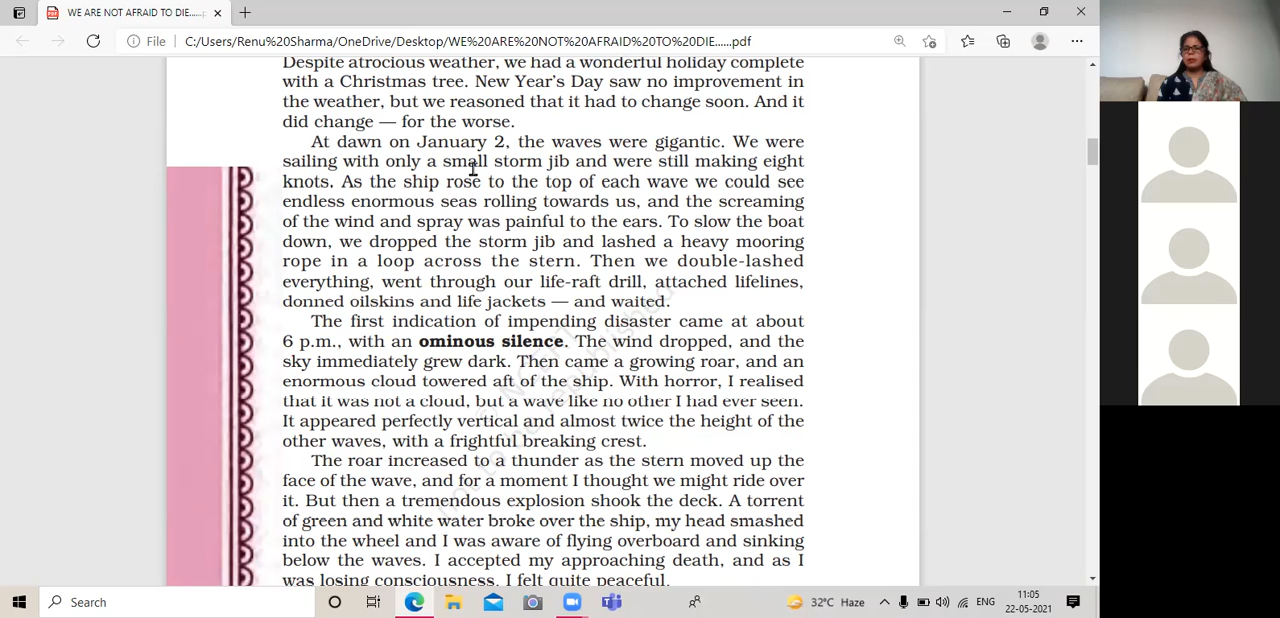 WE ARE NOT AFRAID TO DIE.....p
File
C:/Users/Renu%20Sharma/OneDrive/Desktop/WE%20ARE%20NOT%20AFRAID%20TO%20DIE......pdf
Despite atrocious weather, we had a wonderful holiday complete
with a Christmas tree. New Year's Day saw no improvement in
the weather, but we reasoned that it had to change soon. And it
did change — for the worse.
At dawn on January 2, the waves were gigantic. We were
sailing with only a small storm jib and were still making eight
knots. As the ship rose to the top of each wave we could see
endless enormous seas rolling towards us, and the screaming
of the wind and spray was painful to the ears. To slow the boat
down, we dropped the storm jib and lashed a heavy mooring
rope in a loop across the stern. Then we double-lashed
everything, went through our life-raft drill, attached lifelines,
donned oilskins and life jackets — and waited.
The first indication of impending disaster came at about
6 p.m., with an ominous silence. The wind dropped, and the
sky immediately grew dark. Then came a growing roar, and an
enormous cloud towered aft of the ship. With horror, I realised
that it was not a cloud, but a wave like no other I had ever seen.
It appeared perfectly vertical and almost twice the height of the
other waves, with a frightful breaking crest.
The roar increased to a thunder as the stern moved up the
face of the wave, and for a moment I thought we might ride over
it. But then a tremendous explosion shook the deck. A torrent
of green and white water broke over the ship, my head smashed
into the wheel and I was aware of flying overboard and sinking
below the waves. I accepted my approaching death, and as I
was losing consciousness, I felt quite peaceful.
© NCERT
not to be republished
Search
32°C Haze
ENG
11:05
22-05-2021